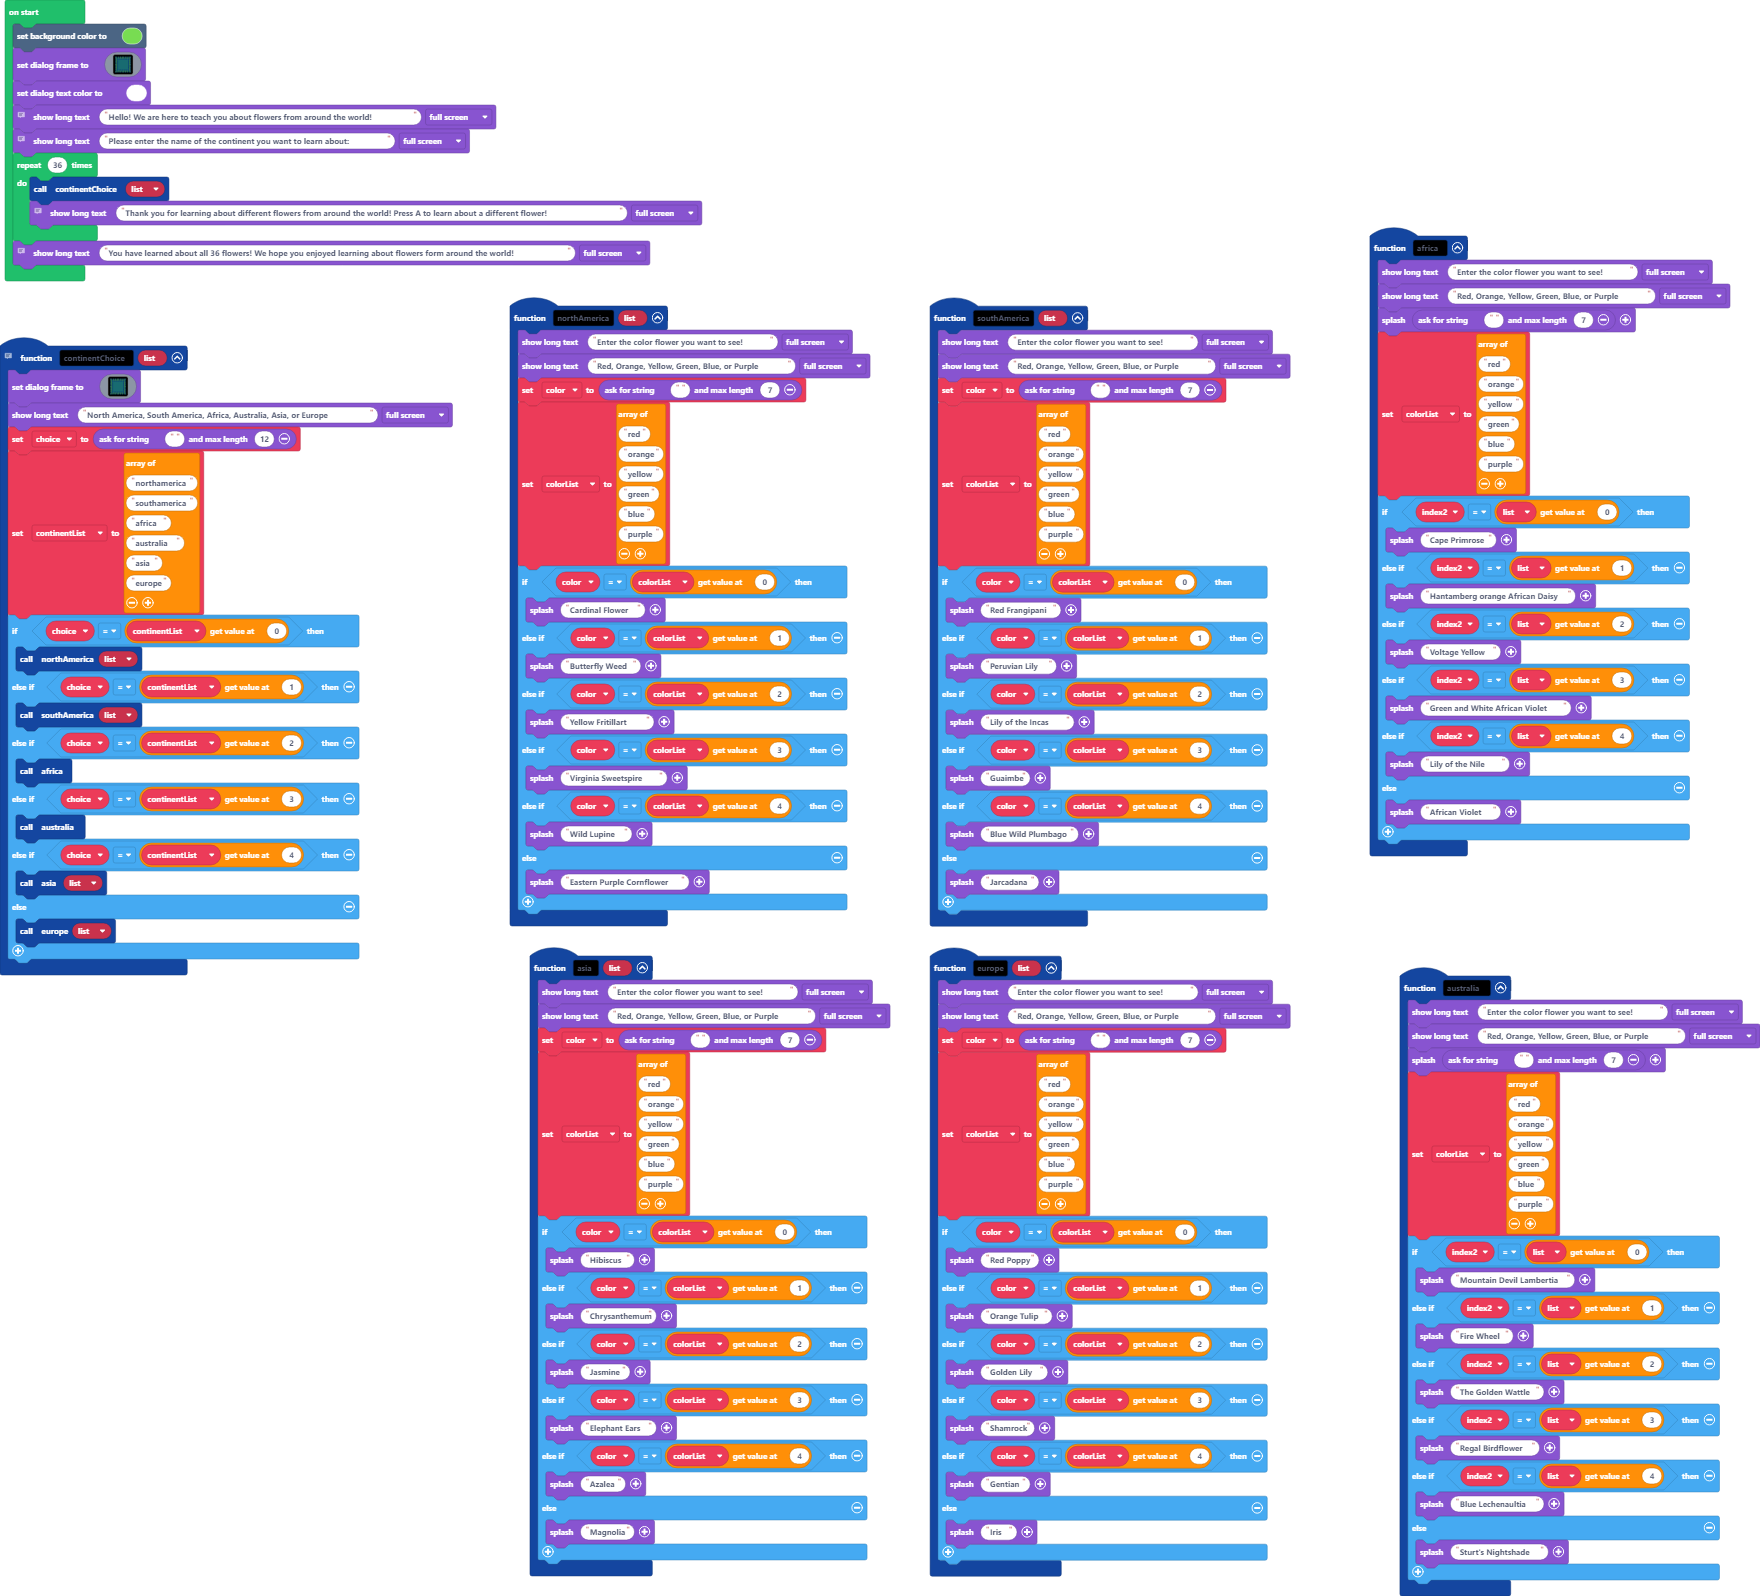 on start
set background color to
set dialog frame to
set dialog text color to
show long text "Hello! We are here to teach you about flowers from around the world!" full screen
show long text "Please enter the name of the continent you want to learn about:" full screen
repeat 36 times
do
call continentChoice list
show long text "Thank you for learning about different flowers from around the world! Press A to learn about a different flower!" full screen
show long text "You have learned about all 36 flowers! We hope you enjoyed learning about flowers form around the world!" full screen
function continentChoice list
set dialog frame to
show long text "North America, South America, Africa, Australia, Asia, or Europe" full screen
set choice to ask for string "" and max length 12
set continentList to
array of
"northamerica"
"southamerica"
"africa"
"australia"
"asia"
"europe"
if choice = continentList get value at 0 then
call northAmerica list
else if choice = continentList get value at 1 then
call southAmerica list
else if choice = continentList get value at 2 then
call africa
else if choice = continentList get value at 3 then
call australia
else if choice = continentList get value at 4 then
call asia list
else
call europe list
function northAmerica list
show long text "Enter the color flower you want to see!" full screen
show long text "Red, Orange, Yellow, Green, Blue, or Purple" full screen
set color to ask for string "" and max length 7
set colorList to
array of
"red"
"orange"
"yellow"
"green"
"blue"
"purple"
if color = colorList get value at 0 then
splash "Cardinal Flower"
else if color = colorList get value at 1 then
splash "Butterfly Weed"
else if color = colorList get value at 2 then
splash "Yellow Fritillart"
else if color = colorList get value at 3 then
splash "Virginia Sweetspire"
else if color = colorList get value at 4 then
splash "Wild Lupine"
else
splash "Eastern Purple Cornflower"
function southAmerica list
show long text "Enter the color flower you want to see!" full screen
show long text "Red, Orange, Yellow, Green, Blue, or Purple" full screen
set color to ask for string "" and max length 7
set colorList to
array of
"red"
"orange"
"yellow"
"green"
"blue"
"purple"
if color = colorList get value at 0 then
splash "Red Frangipani"
else if color = colorList get value at 1 then
splash "Peruvian Lily"
else if color = colorList get value at 2 then
splash "Lily of the Incas"
else if color = colorList get value at 3 then
splash "Guaimbe"
else if color = colorList get value at 4 then
splash "Blue Wild Plumbago"
else
splash "Jarcadana"
function africa
show long text "Enter the color flower you want to see!" full screen
show long text "Red, Orange, Yellow, Green, Blue, or Purple" full screen
splash ask for string "" and max length 7
set colorList to
array of
"red"
"orange"
"yellow"
"green"
"blue"
"purple"
if index2 = list get value at 0 then
splash "Cape Primrose"
else if index2 = list get value at 1 then
splash "Hantamberg orange African Daisy"
else if index2 = list get value at 2 then
splash "Voltage Yellow"
else if index2 = list get value at 3 then
splash "Green and White African Violet"
else if index2 = list get value at 4 then
splash "Lily of the Nile"
else
splash "African Violet"
function asia list
show long text "Enter the color flower you want to see!" full screen
show long text "Red, Orange, Yellow, Green, Blue, or Purple" full screen
set color to ask for string "" and max length 7
set colorList to
array of
"red"
"orange"
"yellow"
"green"
"blue"
"purple"
if color = colorList get value at 0 then
splash "Hibiscus"
else if color = colorList get value at 1 then
splash "Chrysanthemum"
else if color = colorList get value at 2 then
splash "Jasmine"
else if color = colorList get value at 3 then
splash "Elephant Ears"
else if color = colorList get value at 4 then
splash "Azalea"
else
splash "Magnolia"
function europe list
show long text "Enter the color flower you want to see!" full screen
show long text "Red, Orange, Yellow, Green, Blue, or Purple" full screen
set color to ask for string "" and max length 7
set colorList to
array of
"red"
"orange"
"yellow"
"green"
"blue"
"purple"
if color = colorList get value at 0 then
splash "Red Poppy"
else if color = colorList get value at 1 then
splash "Orange Tulip"
else if color = colorList get value at 2 then
splash "Golden Lily"
else if color = colorList get value at 3 then
splash "Shamrock"
else if color = colorList get value at 4 then
splash "Gentian"
else
splash "Iris"
function australia
show long text "Enter the color flower you want to see!" full screen
show long text "Red, Orange, Yellow, Green, Blue, or Purple" full screen
splash ask for string "" and max length 7
set colorList to
array of
"red"
"orange"
"yellow"
"green"
"blue"
"purple"
if index2 = list get value at 0 then
splash "Mountain Devil Lambertia"
else if index2 = list get value at 1 then
splash "Fire Wheel"
else if index2 = list get value at 2 then
splash "The Golden Wattle"
else if index2 = list get value at 3 then
splash "Regal Birdflower"
else if index2 = list get value at 4 then
splash "Blue Lechenaultia"
else
splash "Sturt's Nightshade"